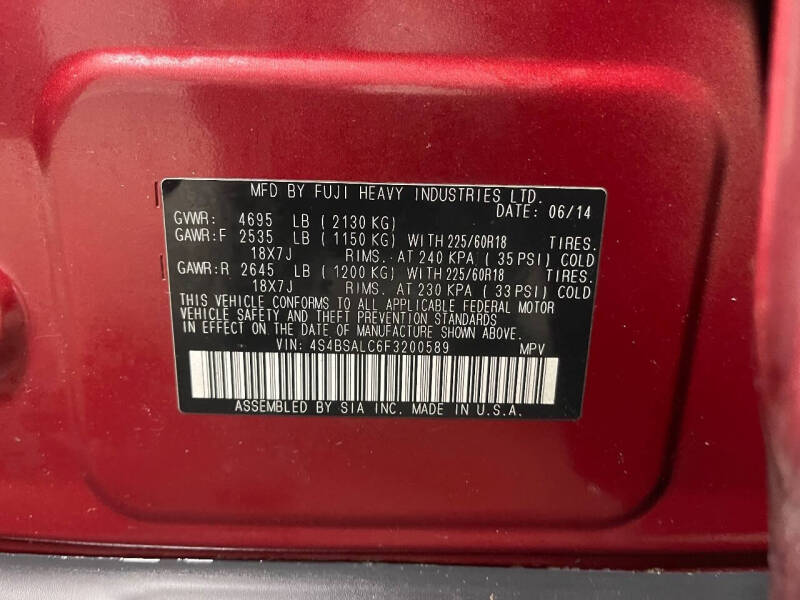 MFD BY FUJI HEAVY INDUSTRIES LTD.
DATE: 06/14
GVWR: 4695 LB ( 2130 KG)
GAWR:F 2535 LB ( 1150 KG) WITH 225/60R18 TIRES.
18X7J RIMS. AT 240 KPA ( 35 PSI) COLD
GAWR:R 2645 LB ( 1200 KG) WITH 225/60R18 TIRES.
18X7J RIMS. AT 230 KPA ( 33 PSI) COLD
THIS VEHICLE CONFORMS TO ALL APPLICABLE FEDERAL MOTOR
VEHICLE SAFETY AND THEFT PREVENTION STANDARDS
IN EFFECT ON THE DATE OF MANUFACTURE SHOWN ABOVE.
VIN: 4S4BSALC6F3200589 MPV
ASSEMBLED BY SIA INC. MADE IN U.S.A.